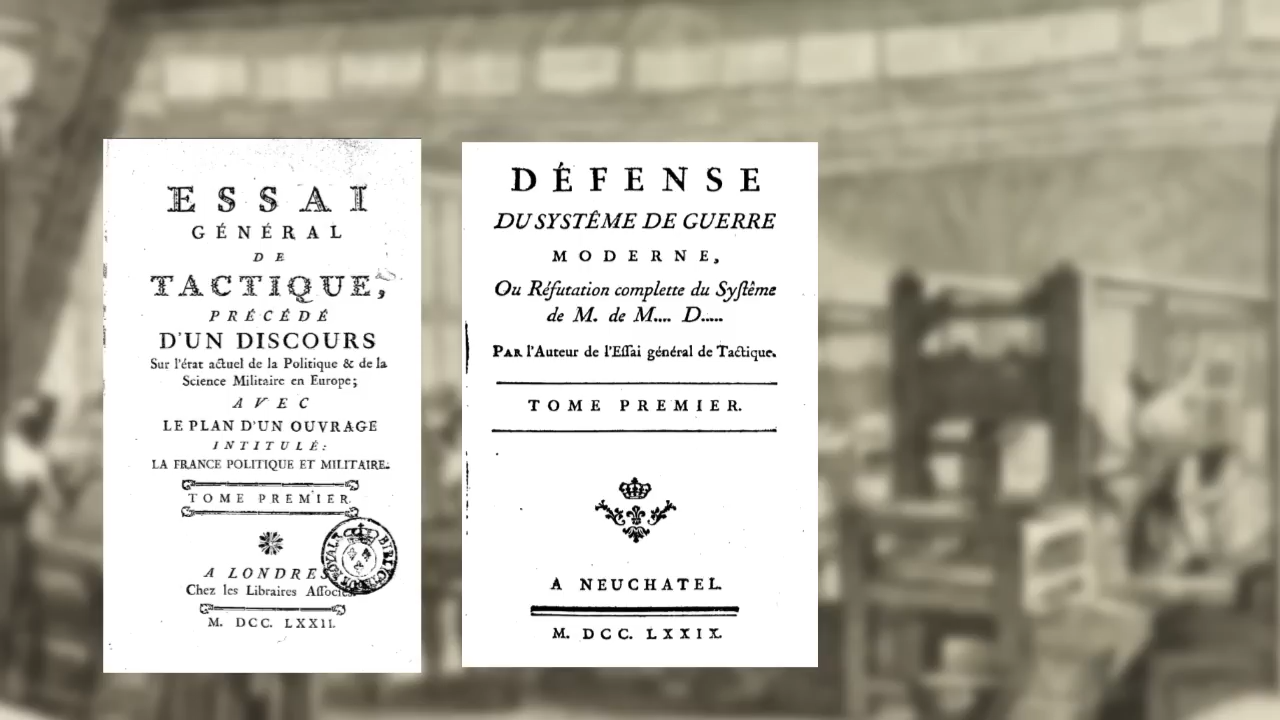 ESSAI
GÉNÉRAL
DE
TACTIQUE,
PRÉCÉDÉ
D'UN DISCOURS
Sur l'état actuel de la Politique & de la
Science Militaire en Europe;
AVEC
LE PLAN D'UN OUVRAGE
INTITULÉ:
LA FRANCE POLITIQUE ET MILITAIRE.
TOME PREMIER
A LONDRES
Chez les Libraires Associés
M. DCC. LXXII.
DÉFENSE
DU SYSTÊME DE GUERRE
MODERNE,
Ou Réfutation complette du Syſtême
de M. de M.... D.....
PAR l'Auteur de l'Eſſai général de Tactique.
TOME PREMIER.
A NEUCHATEL.
M. DCC. LXXIX.